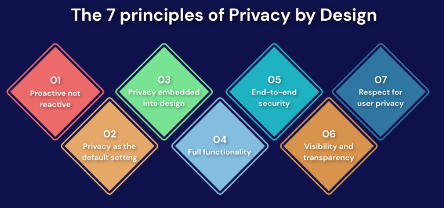 The 7 principles of Privacy by Design
01
Proactive not
reactive
02
Privacy as the
default setting
03
Privacy embedded
into design
04
Full functionality
05
End-to-end
security
06
Visibility and
transparency
07
Respect for
user privacy